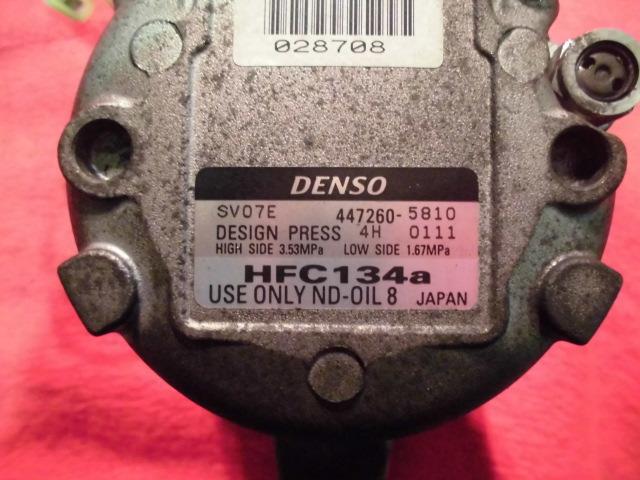 028708
DENSO
SV07E 447260-5810
DESIGN PRESS 4H 0111
HIGH SIDE 3.53MPa LOW SIDE 1.67MPa
HFC134a
USE ONLY ND-OIL 8 JAPAN